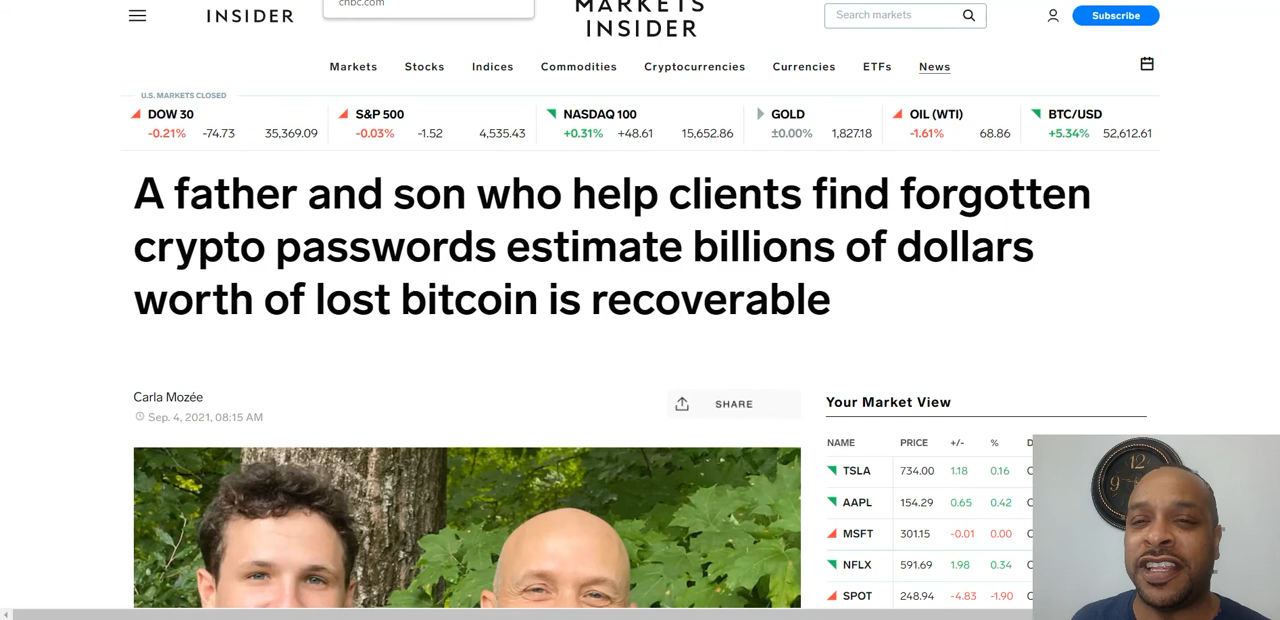 cnbc.com
INSIDER
MARKETS
INSIDER
Search markets
Subscribe
Markets Stocks Indices Commodities Cryptocurrencies Currencies ETFs News
U.S. MARKETS CLOSED
DOW 30
-0.21% -74.73 35,369.09
S&P 500
-0.03% -1.52 4,535.43
NASDAQ 100
+0.31% +48.61 15,652.86
GOLD
±0.00% 1,827.18
OIL (WTI)
-1.61% 68.86
BTC/USD
+5.34% 52,612.61
A father and son who help clients find forgotten
crypto passwords estimate billions of dollars
worth of lost bitcoin is recoverable
Carla Mozée
Sep. 4, 2021, 08:15 AM
SHARE
Your Market View
NAME PRICE +/- % D
TSLA 734.00 1.18 0.16 C
AAPL 154.29 0.65 0.42 C
MSFT 301.15 -0.01 0.00 C
NFLX 591.69 1.98 0.34 C
SPOT 248.94 -4.83 -1.90 C
12
9